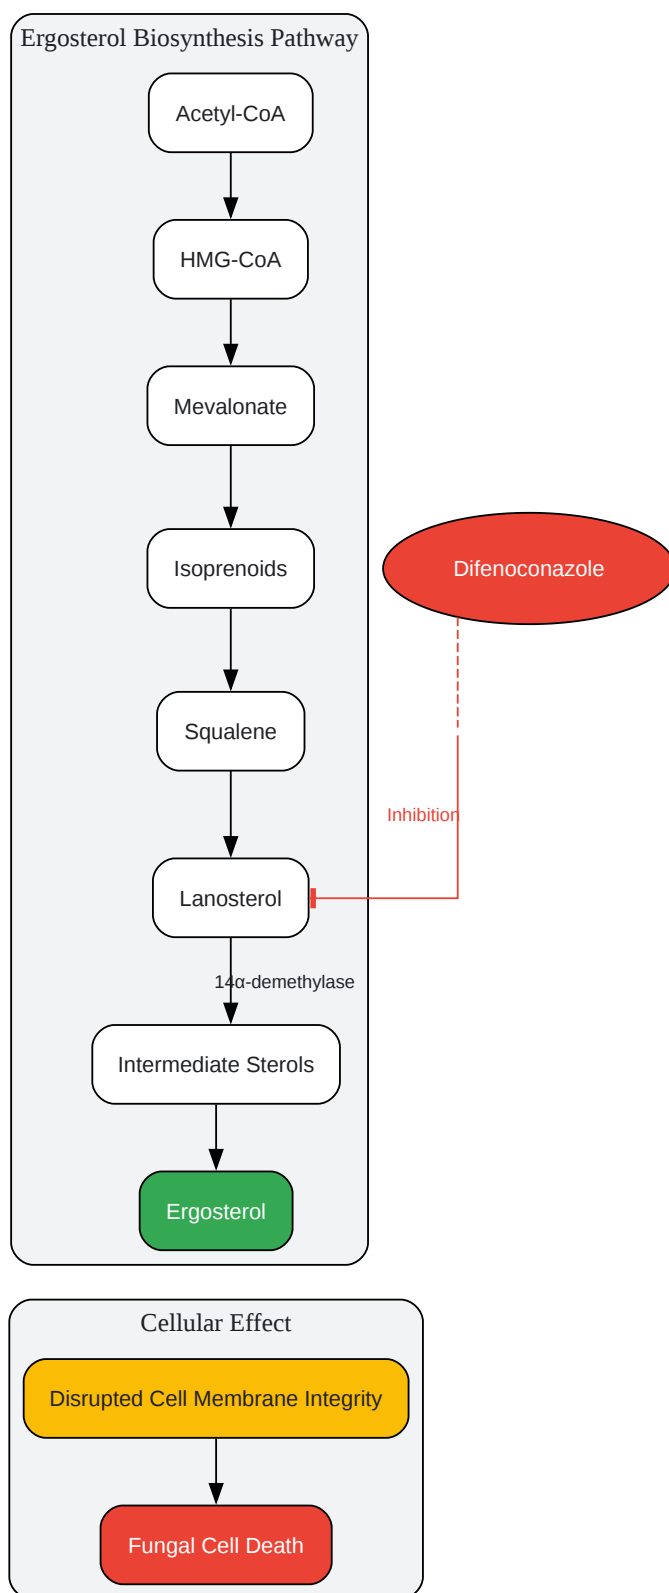 Ergosterol Biosynthesis Pathway
Acetyl-CoA
HMG-CoA
Mevalonate
Isoprenoids
Difenoconazole
Squalene
Inhibition
Lanosterol
14α-demethylase
Intermediate Sterols
Ergosterol
Cellular Effect
Disrupted Cell Membrane Integrity
Fungal Cell Death